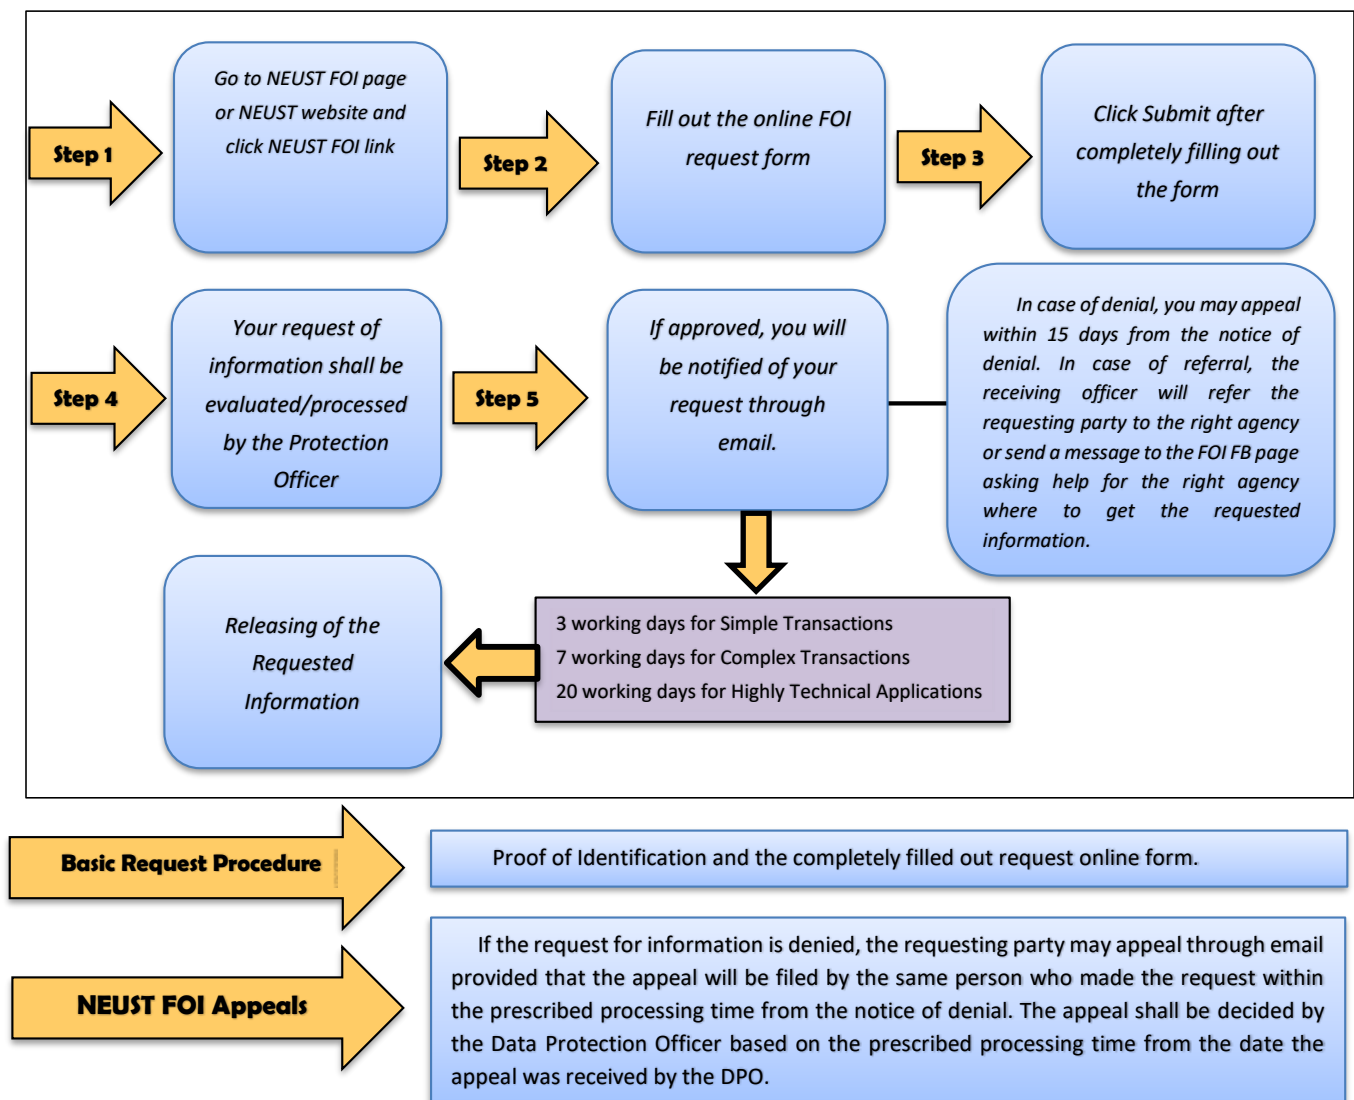 Step 1
Go to NEUST FOI page
or NEUST website and
click NEUST FOI link
Step 2
Fill out the online FOI
request form
Step 3
Click Submit after
completely filling out
the form
Step 4
Your request of
information shall be
evaluated/processed
by the Protection
Officer
Step 5
If approved, you will
be notified of your
request through
email.
In case of denial, you may appeal
within 15 days from the notice of
denial. In case of referral, the
receiving officer will refer the
requesting party to the right agency
or send a message to the FOI FB page
asking help for the right agency
where to get the requested
information.
3 working days for Simple Transactions
7 working days for Complex Transactions
20 working days for Highly Technical Applications
Releasing of the
Requested
Information
Basic Request Procedure
Proof of Identification and the completely filled out request online form.
NEUST FOI Appeals
If the request for information is denied, the requesting party may appeal through email
provided that the appeal will be filed by the same person who made the request within
the prescribed processing time from the notice of denial. The appeal shall be decided by
the Data Protection Officer based on the prescribed processing time from the date the
appeal was received by the DPO.